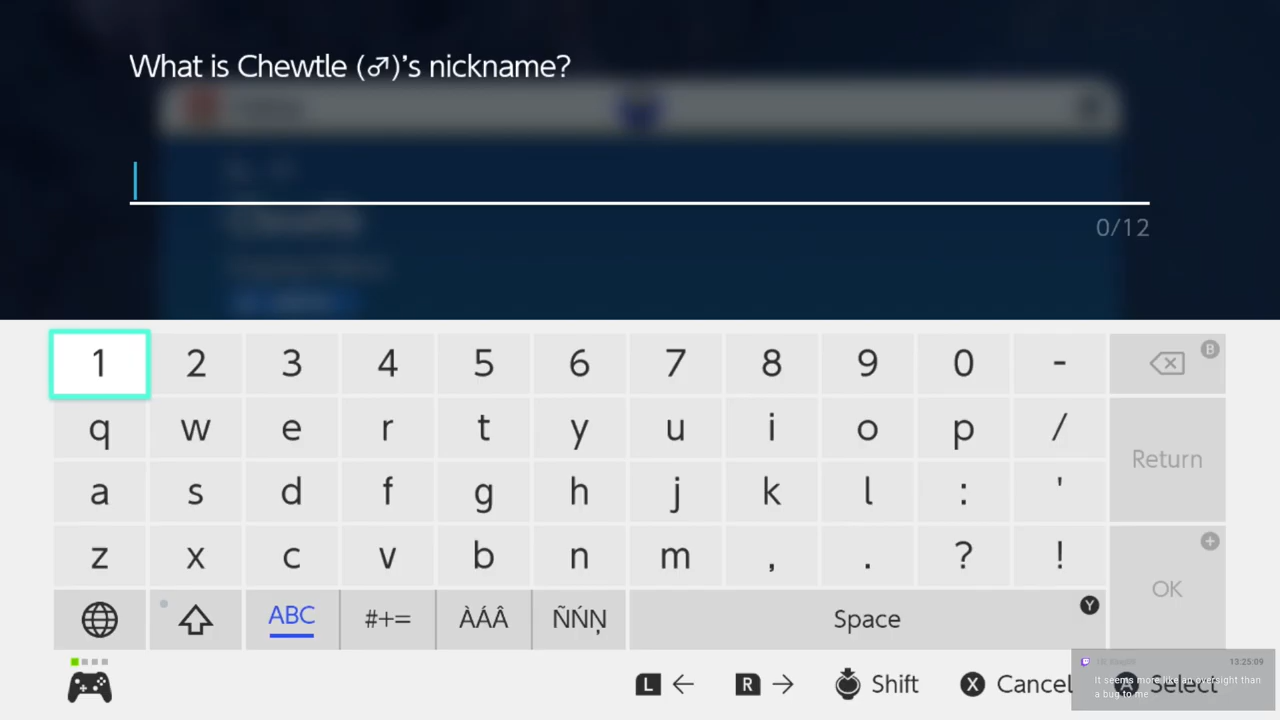 What is Chewtle (♂)'s nickname?
0/12
1 2 3 4 5 6 7 8 9 0 - B
q w e r t y u i o p /
Return
a s d f g h j k l : '
z x c v b n m , . ? ! +
OK
ABC #+= ÀÁÂ ÑŃŅ Space Y
L ← R → Shift X Cancel A Select
13:25:09
It seems more like an oversight than
a bug to me